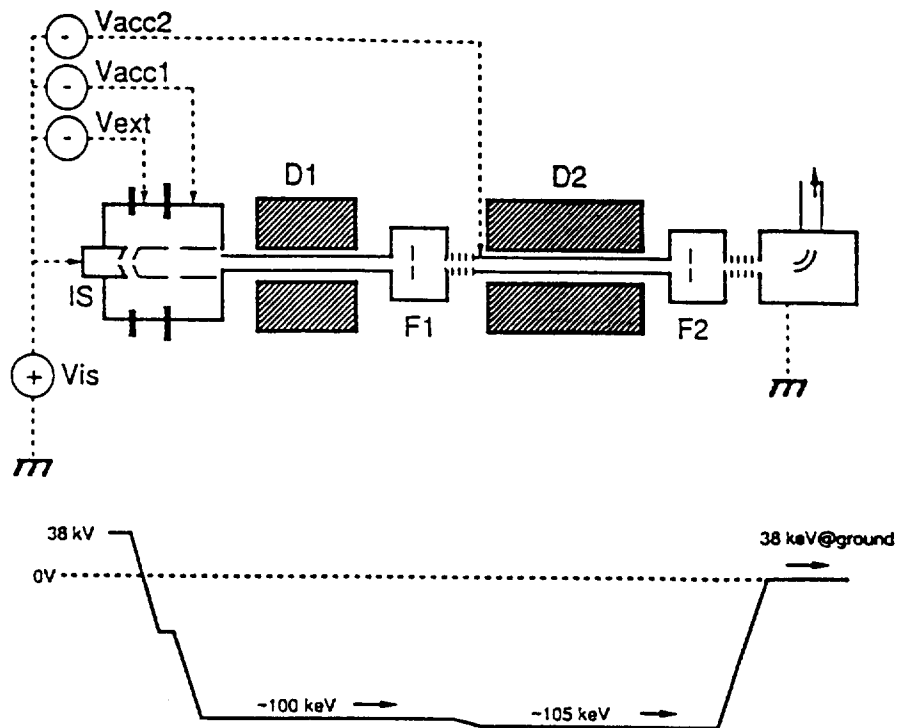 Vacc2
-
Vacc1
-
Vext
-
D1
D2
IS
F1
F2
+
Vis
38 kV
0V
38 keV@ground
~100 keV
~105 keV